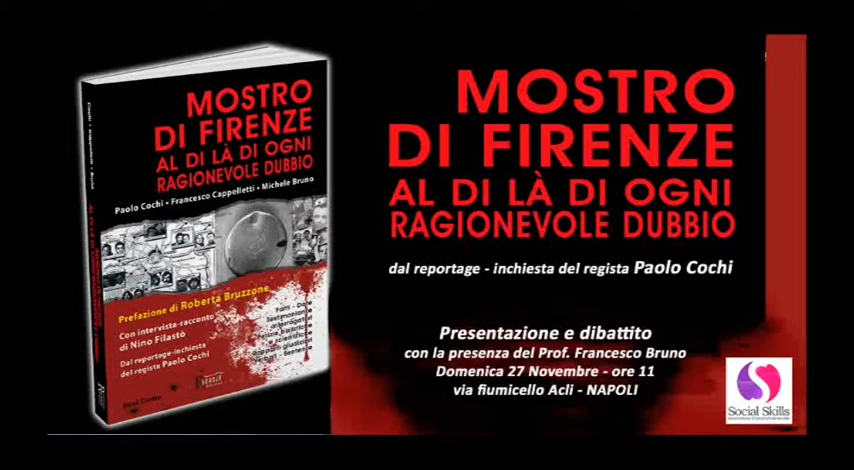 MOSTRO
DI FIRENZE
AL DI LÀ DI OGNI
RAGIONEVOLE DUBBIO
Paolo Cochi • Francesco Cappelletti • Michele Bruno
Prefazione di Roberta Bruzzone
Con intervista-racconto
di Nino Filastò
Dal reportage-inchiesta
del regista Paolo Cochi
MOSTRO
DI FIRENZE
AL DI LÀ DI OGNI
RAGIONEVOLE DUBBIO
dal reportage - inchiesta del regista Paolo Cochi
Presentazione e dibattito
con la presenza del Prof. Francesco Bruno
Domenica 27 Novembre - ore 11
via fiumicello Acli - NAPOLI
Social Skills